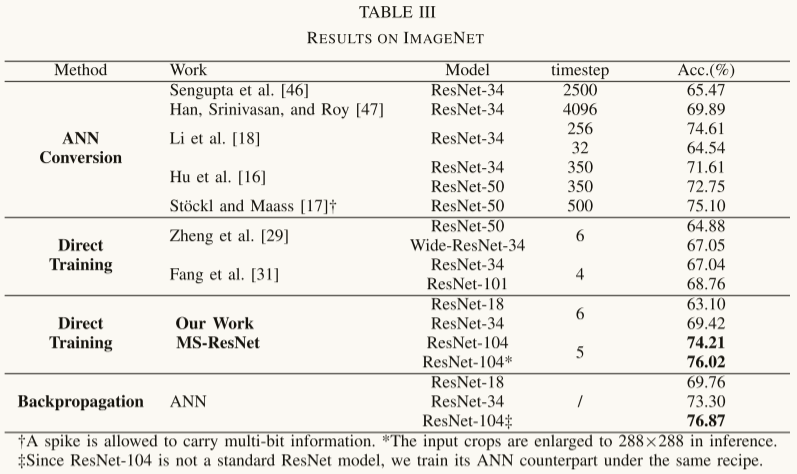 TABLE III
RESULTS ON IMAGENET
Method Work Model timestep Acc.(%)
Sengupta et al. [46] ResNet-34 2500 65.47
Han, Srinivasan, and Roy [47] ResNet-34 4096 69.89
ANN Conversion Li et al. [18] ResNet-34 256 74.61
32 64.54
Hu et al. [16] ResNet-34 350 71.61
ResNet-50 350 72.75
Stöckl and Maass [17]† ResNet-50 500 75.10
Direct Training Zheng et al. [29] ResNet-50 6 64.88
Wide-ResNet-34 67.05
Fang et al. [31] ResNet-34 4 67.04
ResNet-101 68.76
Direct Training Our Work MS-ResNet ResNet-18 6 63.10
ResNet-34 69.42
ResNet-104 5 74.21
ResNet-104* 76.02
Backpropagation ANN ResNet-18 / 69.76
ResNet-34 73.30
ResNet-104‡ 76.87
†A spike is allowed to carry multi-bit information. *The input crops are enlarged to 288×288 in inference.
‡Since ResNet-104 is not a standard ResNet model, we train its ANN counterpart under the same recipe.